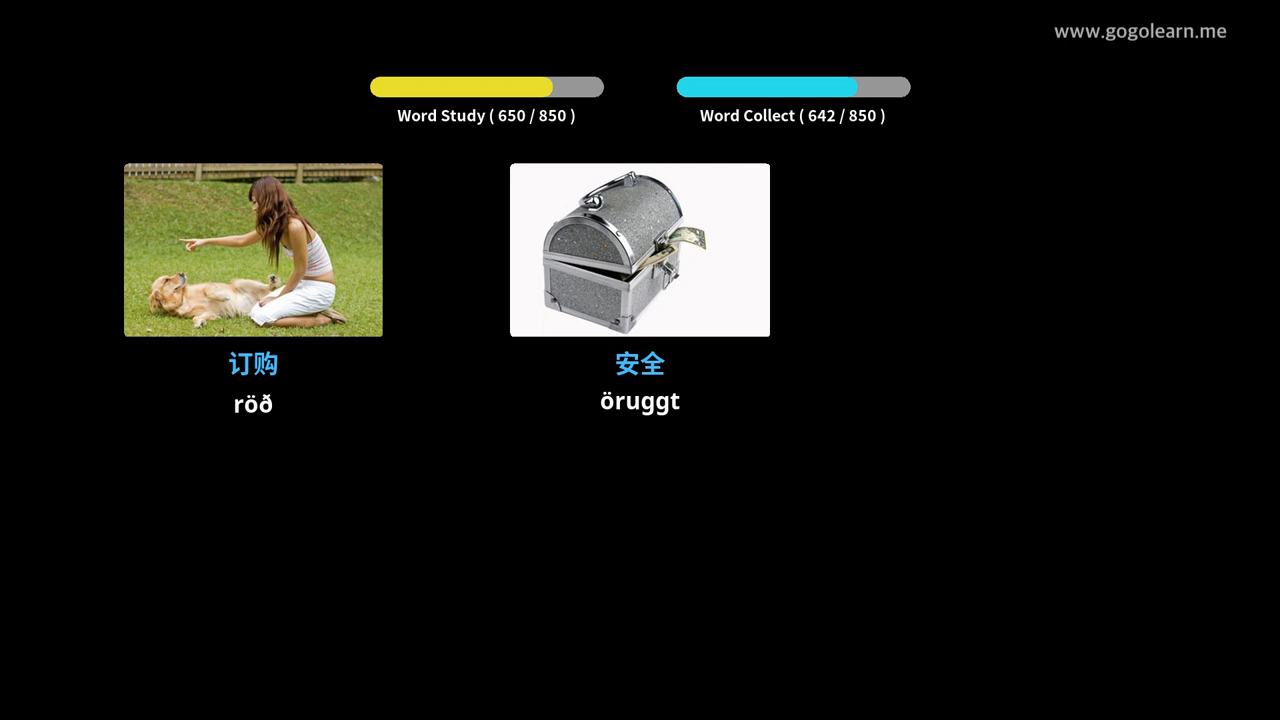 www.gogolearn.me
Word Study ( 650 / 850 )
Word Collect ( 642 / 850 )
订购
röð
安全
öruggt